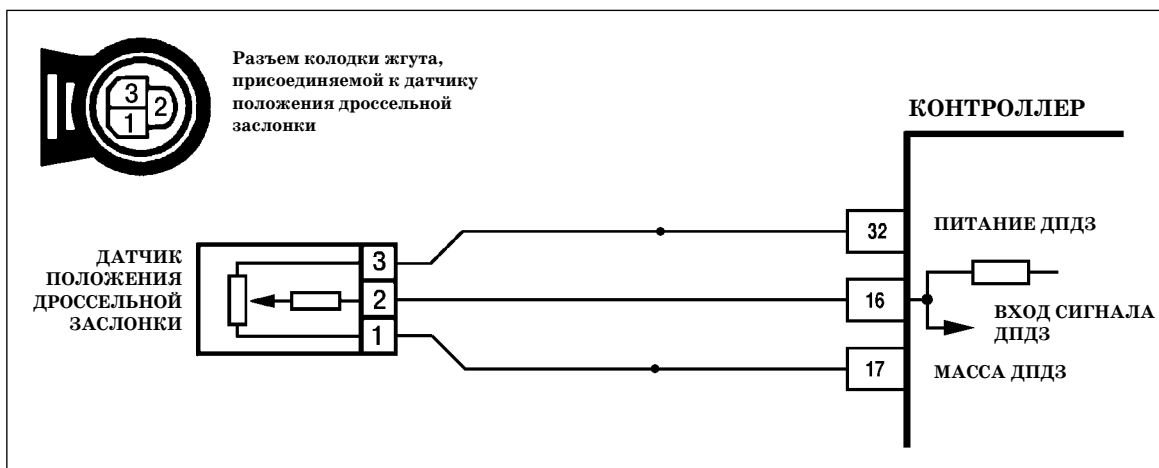 Разъем колодки жгута,
присоединяемой к датчику
положения дроссельной
заслонки
3
2
1
КОНТРОЛЛЕР
ДАТЧИК
ПОЛОЖЕНИЯ
ДРОССЕЛЬНОЙ
ЗАСЛОНКИ
3
2
1
32
ПИТАНИЕ ДПДЗ
16
ВХОД СИГНАЛА
ДПДЗ
17
МАССА ДПДЗ